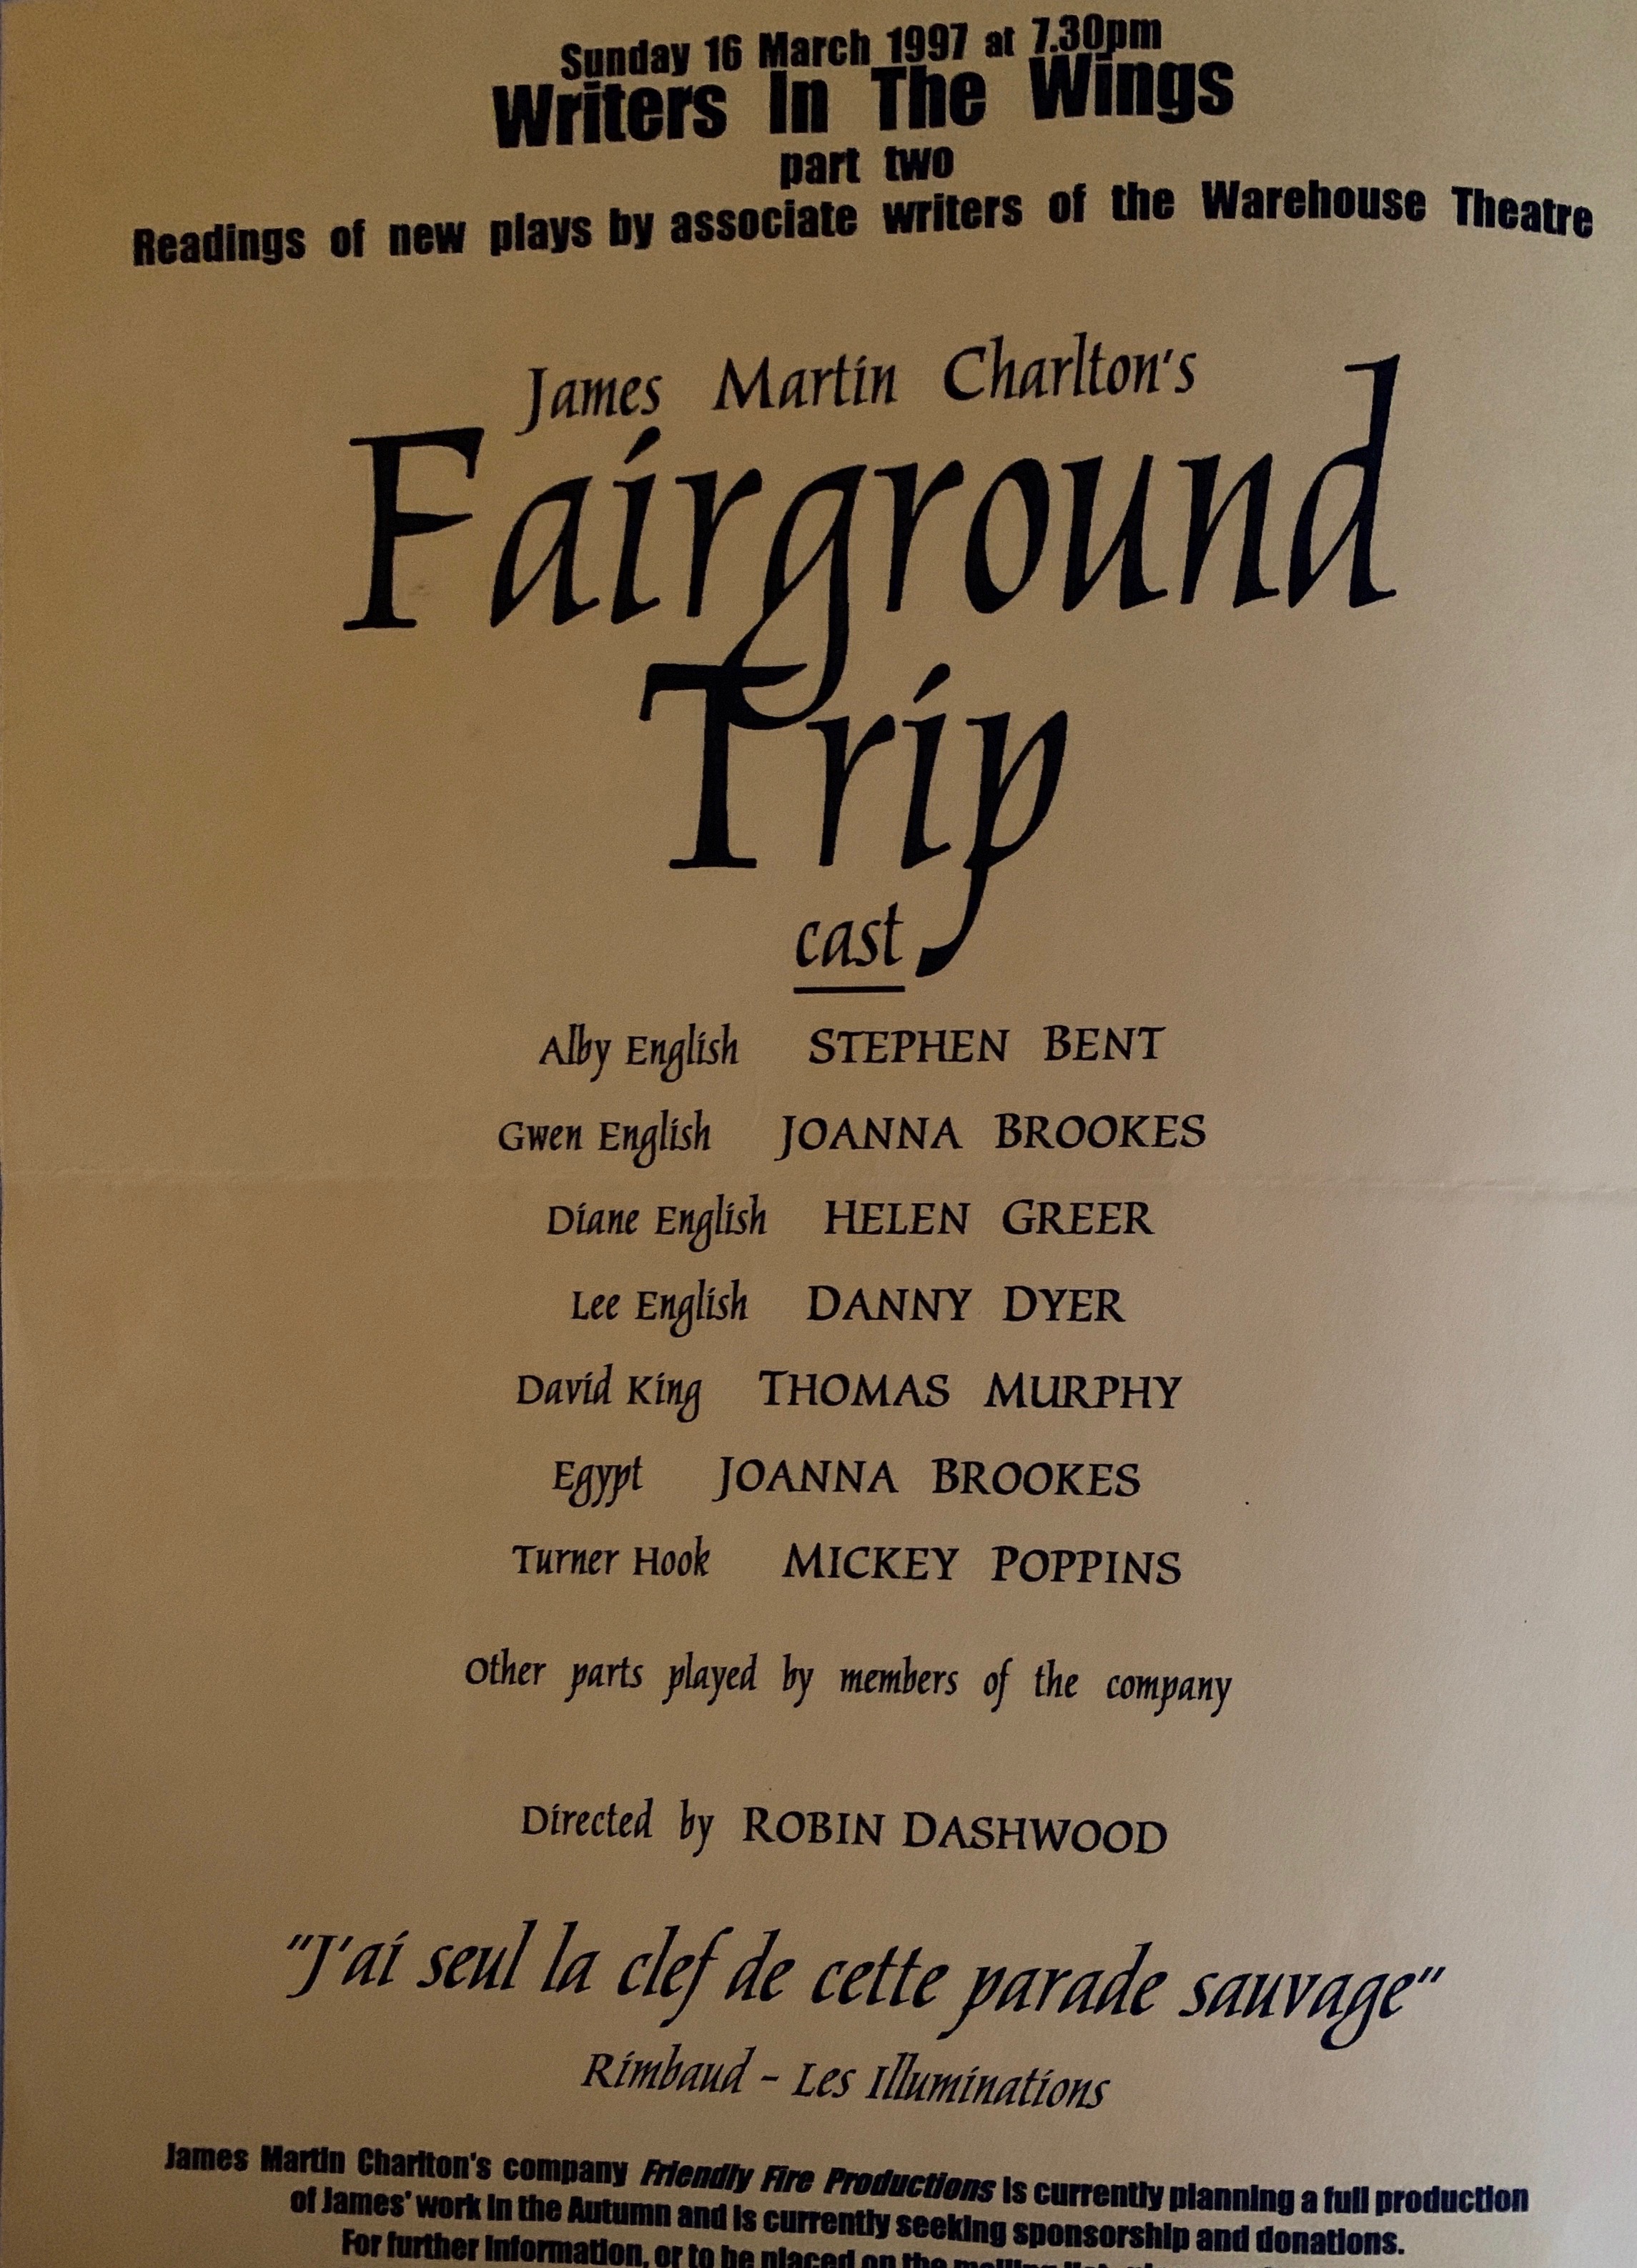 Sunday 16 March 1997 at 7.30pm
Writers In The Wings
part two
Readings of new plays by associate writers of the Warehouse Theatre
James Martin Charlton's
Fairground
Trip
cast
Alby English STEPHEN BENT
Gwen English JOANNA BROOKES
Diane English HELEN GREER
Lee English DANNY DYER
David King THOMAS MURPHY
Egypt JOANNA BROOKES
Turner Hook MICKEY POPPINS
Other parts played by members of the company
Directed by ROBIN DASHWOOD
"J'ai seul la clef de cette parade sauvage"
Rimbaud - Les Illuminations
James Martin Charlton's company Friendly Fire Productions is currently planning a full production
of James' work in the Autumn and is currently seeking sponsorship and donations.
For further information, or to be placed on the mailing list,